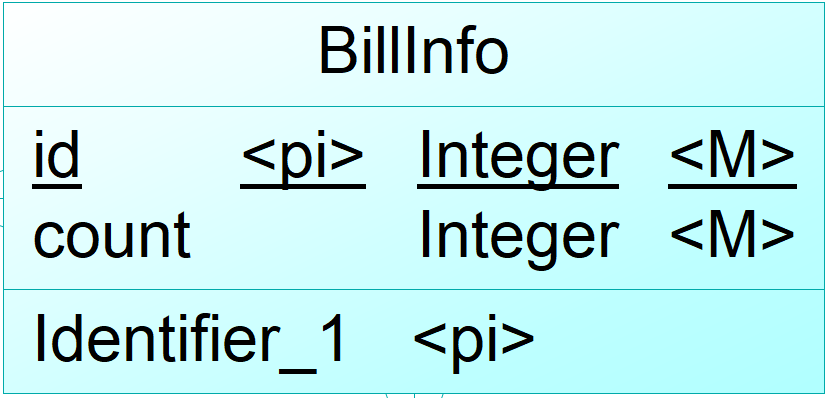 BillInfo
id <pi> Integer <M>
count Integer <M>
Identifier_1 <pi>